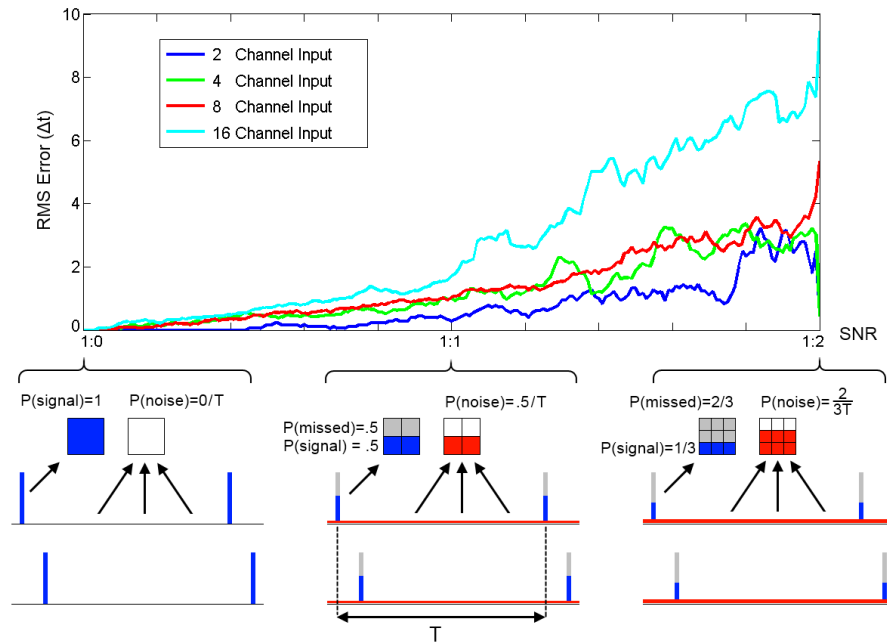 10
8
6
4
2
0
RMS Error (Δt)
2 Channel Input
4 Channel Input
8 Channel Input
16 Channel Input
1:0
1:1
1:2
SNR
P(signal)=1
P(noise)=0/T
P(missed)=.5
P(signal) = .5
P(noise)=.5/T
P(missed)=2/3
P(signal)=1/3
P(noise)=2/3T
T